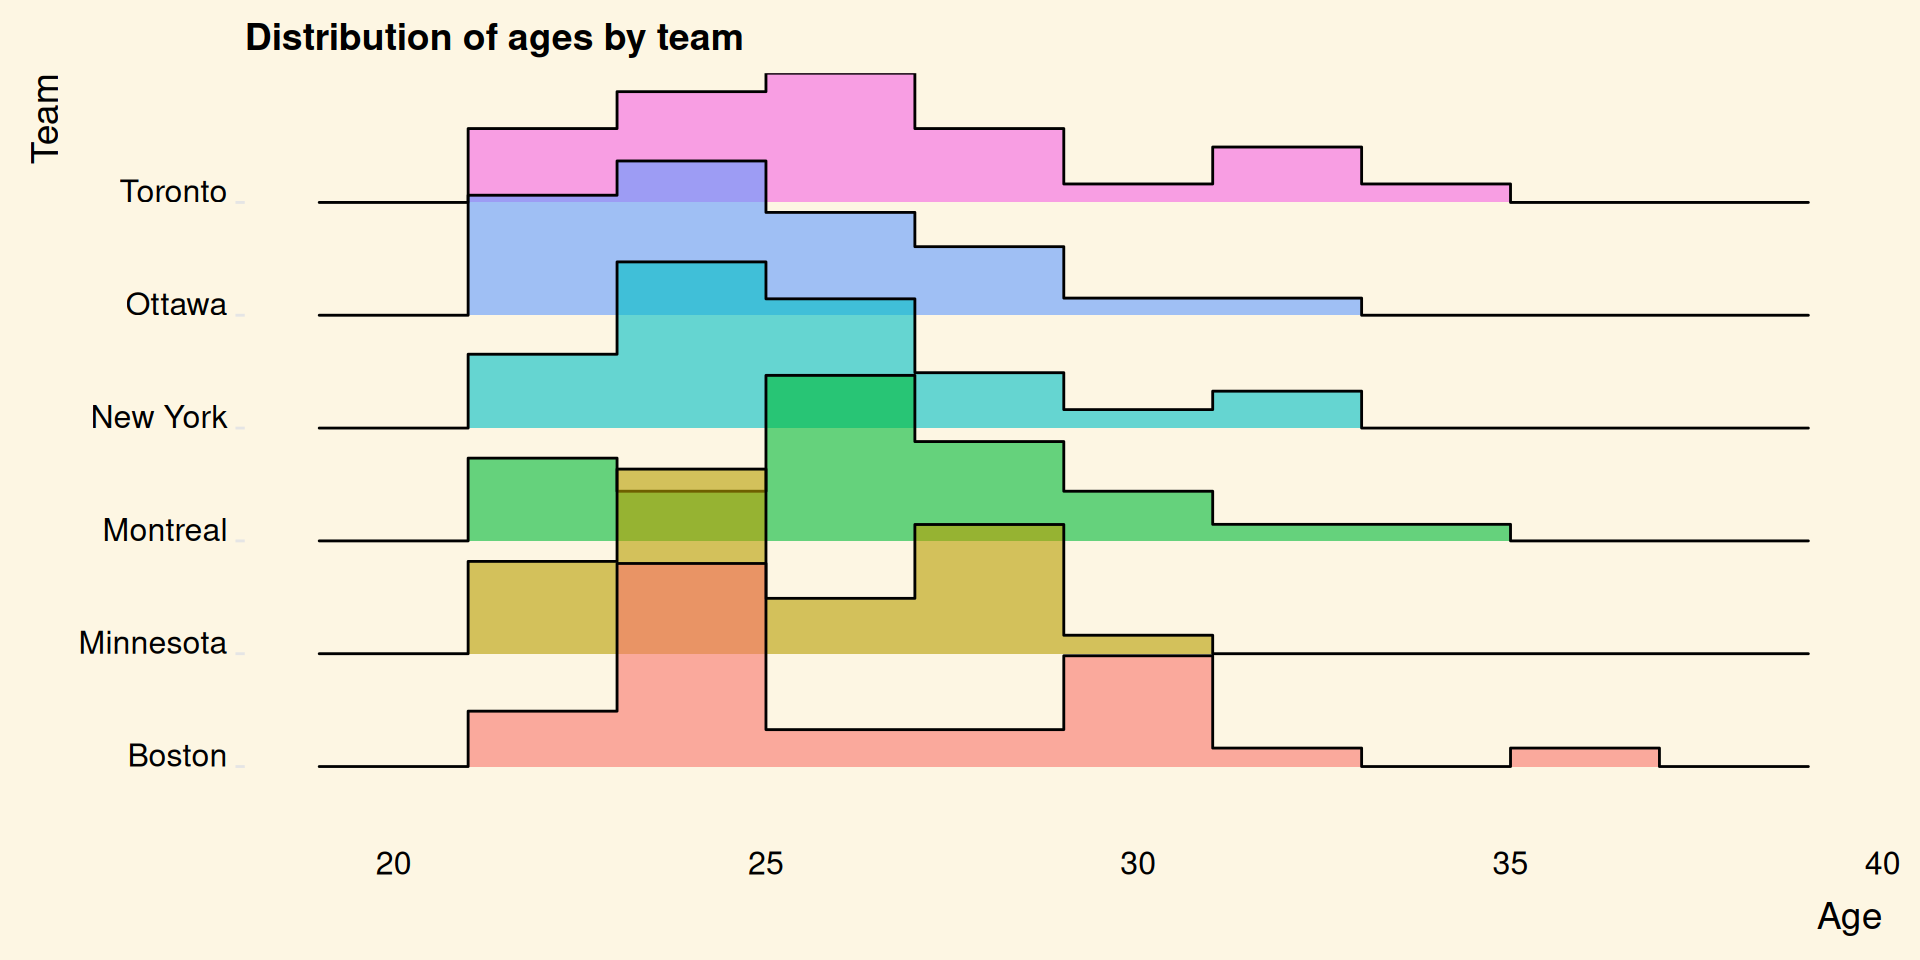 Distribution of ages by team
Team
Toronto
Ottawa
New York
Montreal
Minnesota
Boston
20 25 30 35 40
Age